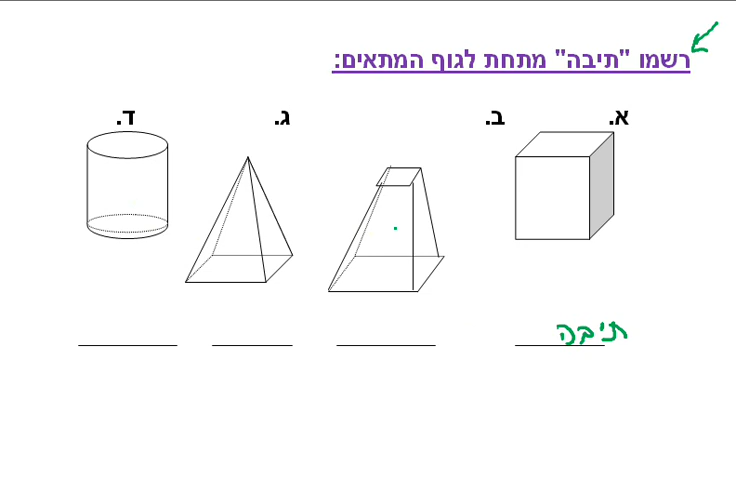 רשמו "תיבה" מתחת לגוף המתאים:
א. ב. ג. ד.
תיבה